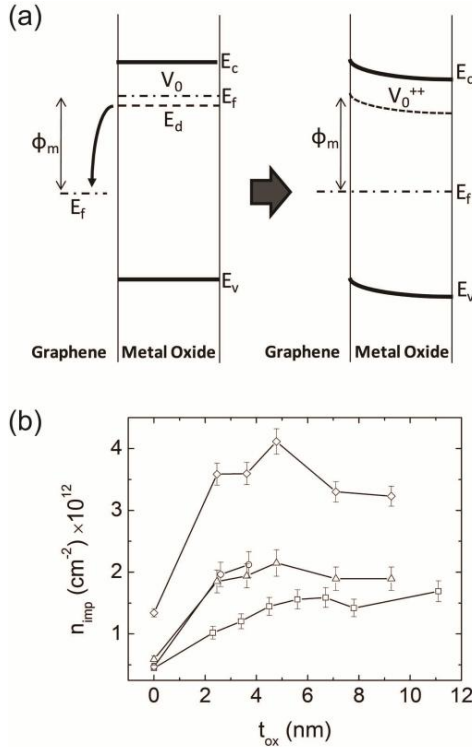 (a)
E_c
V_0
E_f
E_d
ϕ_m
E_f
E_v
Graphene
Metal Oxide
V_0^{++}
ϕ_m
E_f
E_v
Graphene
Metal Oxide
(b)
4
3
2
1
n_imp (cm^-2) ×10^12
0 2 4 6 8 10 12
t_ox (nm)